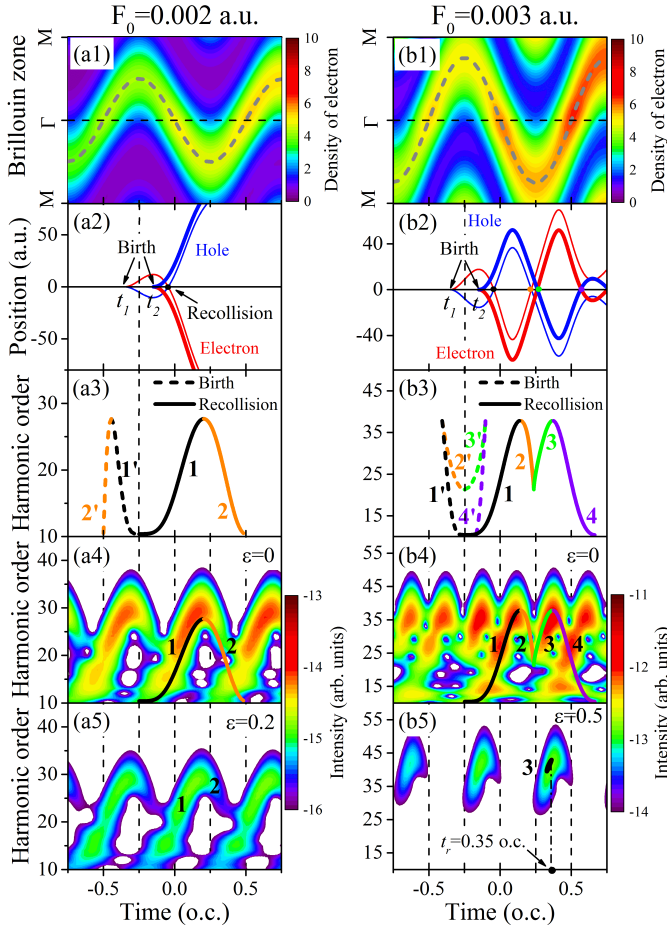 F0=0.002 a.u.
F0=0.003 a.u.
Brillouin zone
M
Γ
M
(a1)
10
8
6
4
2
0
Density of electron
M
Γ
M
(b1)
10
8
6
4
2
0
Density of electron
Position (a.u.)
50
0
-50
(a2)
Birth
Hole
t1
t2
Recollision
Electron
40
0
-40
(b2)
Hole
Birth
t1
t2
Electron
Harmonic order
30
20
10
(a3)
Birth
Recollision
1'
2'
1
2
45
35
25
15
(b3)
Birth
Recollision
1'
2'
3'
4'
1
2
3
4
Harmonic order
40
30
20
10
(a4)
ε=0
1
2
55
45
35
25
15
(b4)
ε=0
1
2
3
4
-13
-14
-15
-16
Intensity (arb. units)
-11
-12
-13
-14
Intensity (arb. units)
Harmonic order
40
30
20
10
(a5)
ε=0.2
1
2
45
35
25
15
(b5)
ε=0.5
3
tr=0.35 o.c.
-0.5
0.0
0.5
Time (o.c.)
-0.5
0.0
0.5
Time (o.c.)